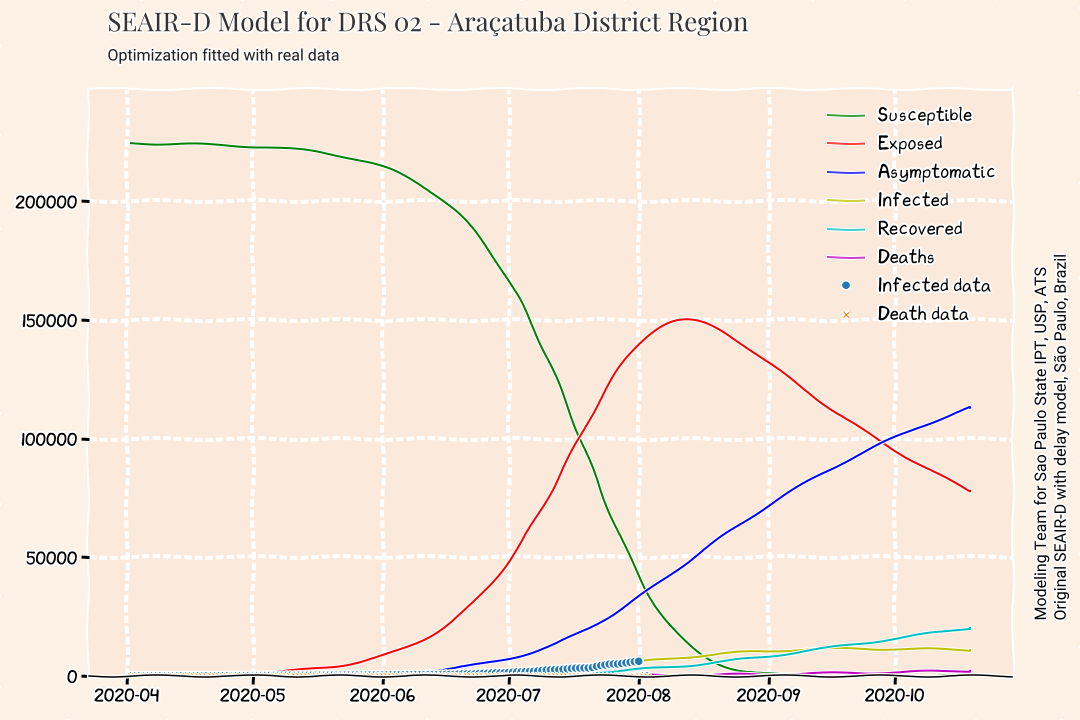 SEAIR-D Model for DRS 02 - Araçatuba District Region
Optimization fitted with real data
Susceptible
Exposed
Asymptomatic
Infected
Recovered
Deaths
Infected data
Death data
200000
150000
100000
50000
0
2020-04 2020-05 2020-06 2020-07 2020-08 2020-09 2020-10
Modeling Team for Sao Paulo State IPT, USP, ATS
Original SEAIR-D with delay model, São Paulo, Brazil